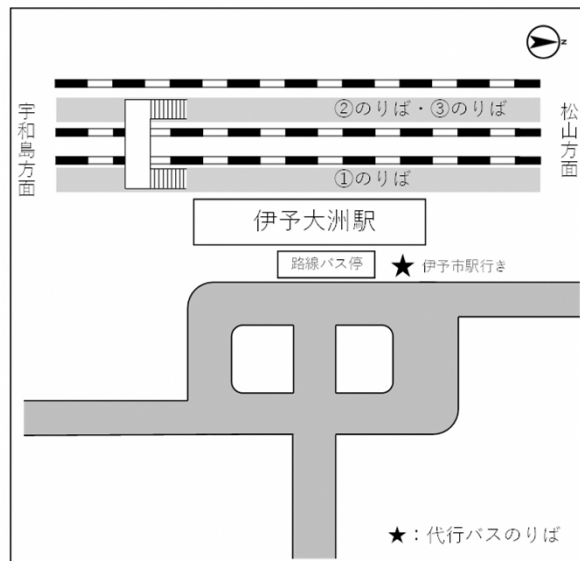 N
②のりば・③のりば
宇和島方面
松山方面
①のりば
伊予大洲駅
路線バス停
★ 伊予市駅行き
★：代行バスのりば